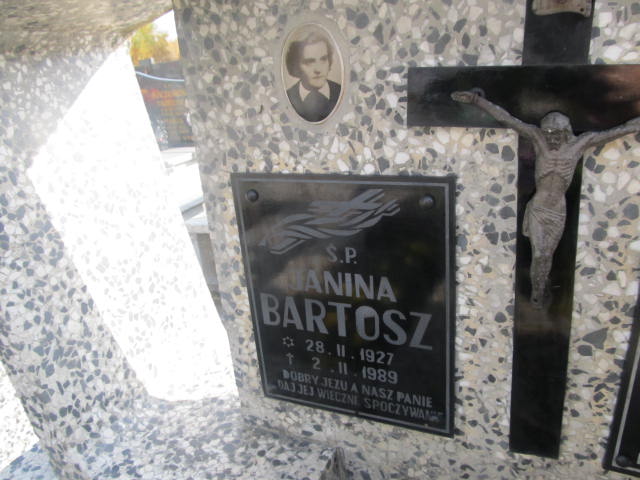 Ś.P.
JANINA
BARTOSZ
28.II.1927
† 2.II.1989
DOBRY JEZU A NASZ PANIE
DAJ JEJ WIECZNE SPOCZYWANIE